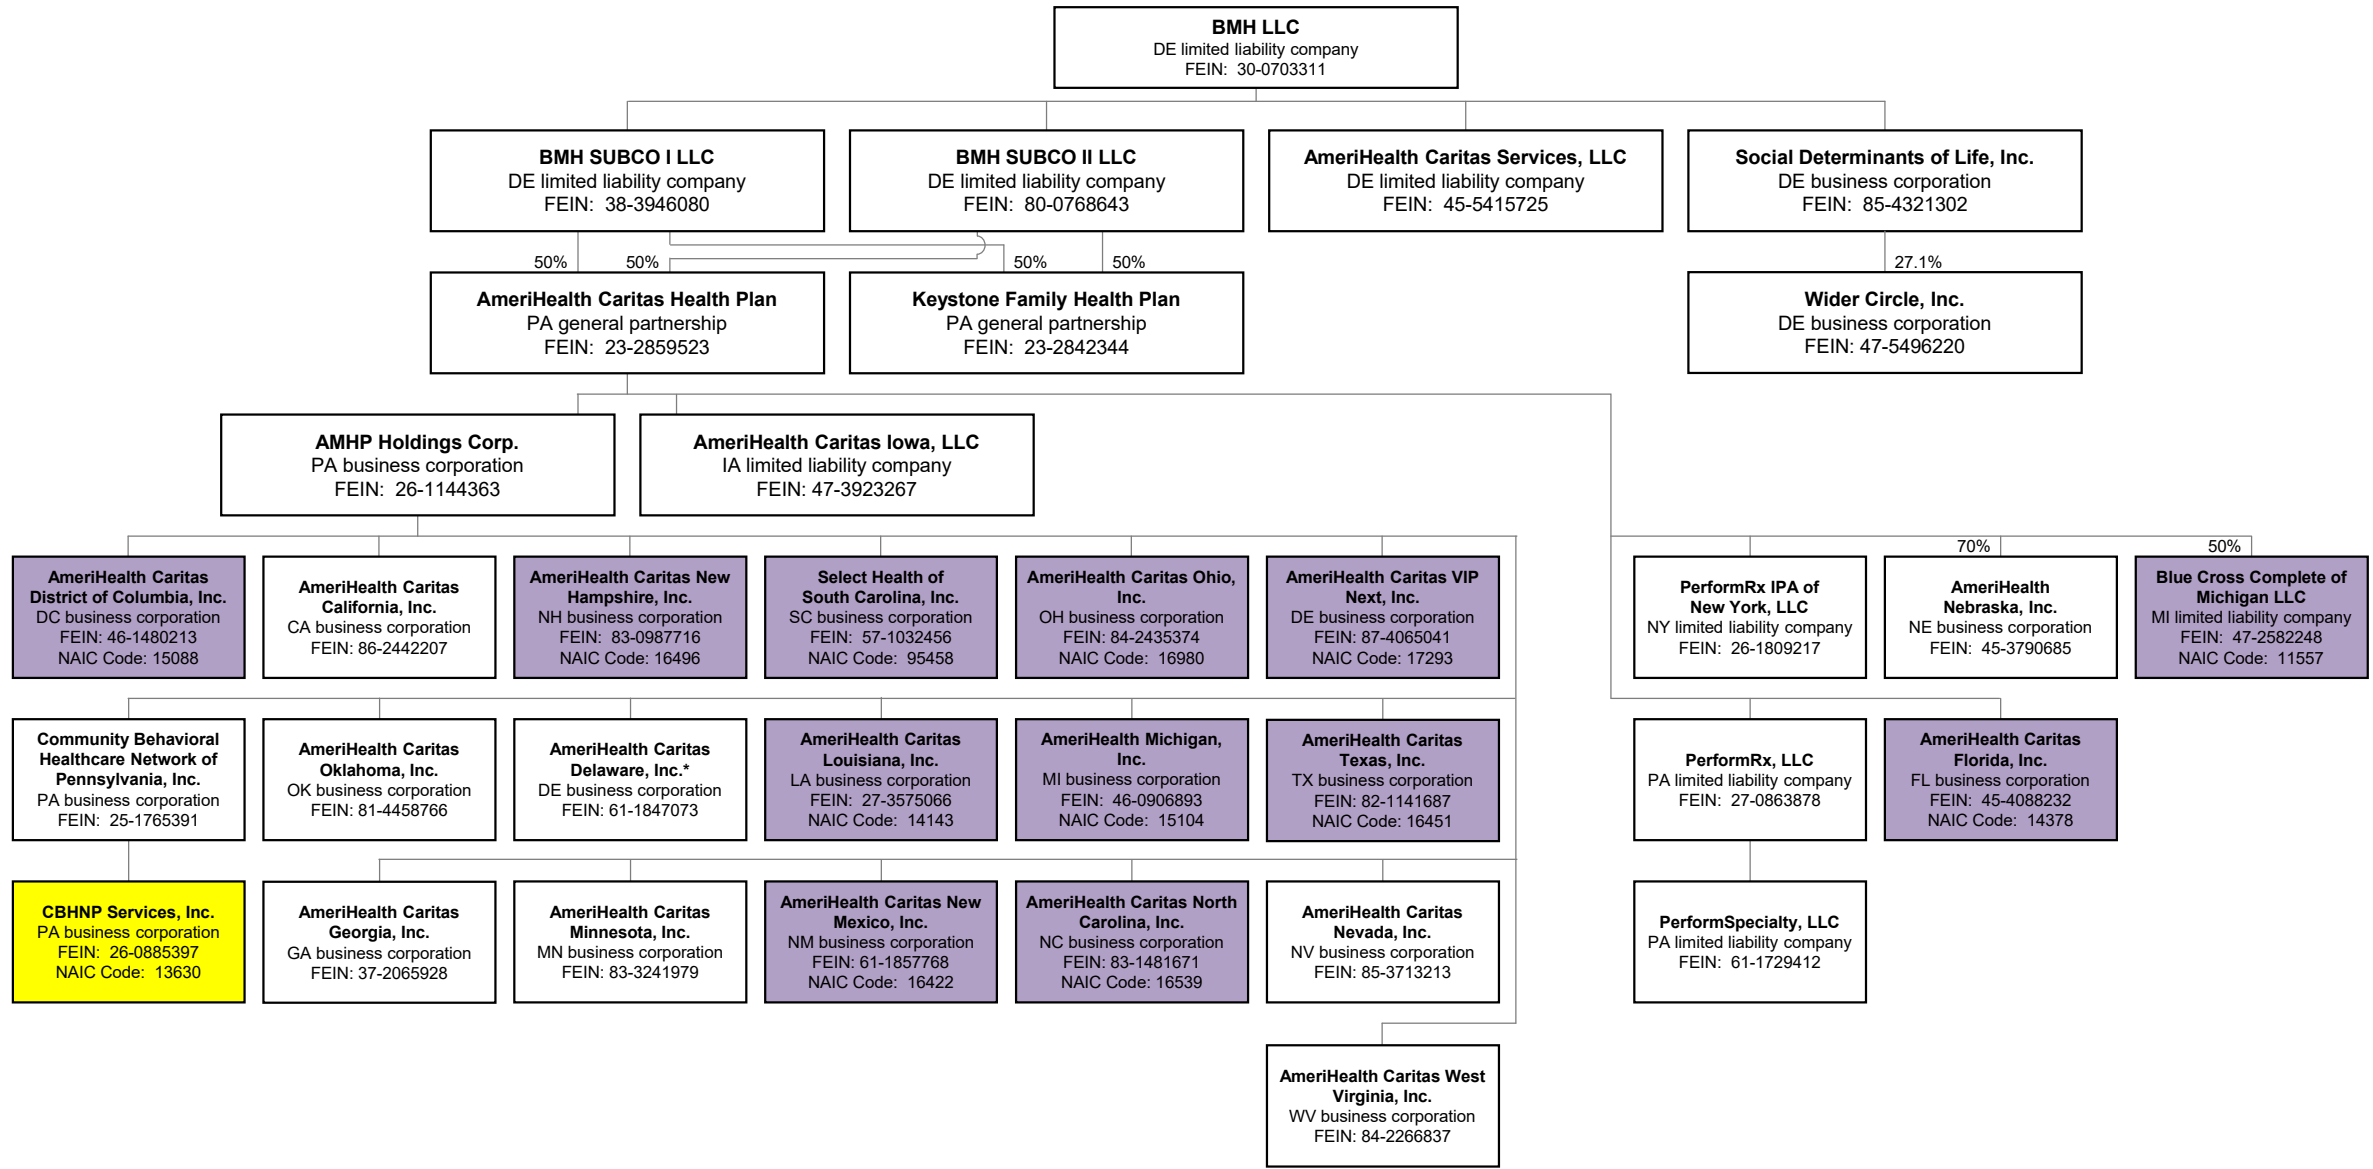 BMH LLC
DE limited liability company
FEIN:  30-0703311
BMH SUBCO I LLC
DE limited liability company
FEIN:  38-3946080
BMH SUBCO II LLC
DE limited liability company
FEIN:  80-0768643
AmeriHealth Caritas Services, LLC
DE limited liability company
FEIN:  45-5415725
Social Determinants of Life, Inc.
DE business corporation
FEIN:  85-4321302
50%
50%
50%
50%
27.1%
AmeriHealth Caritas Health Plan
PA general partnership
FEIN:  23-2859523
Keystone Family Health Plan
PA general partnership
FEIN:  23-2842344
Wider Circle, Inc.
DE business corporation
FEIN: 47-5496220
AMHP Holdings Corp.
PA business corporation
FEIN:  26-1144363
AmeriHealth Caritas Iowa, LLC
IA limited liability company
FEIN: 47-3923267
70%
50%
AmeriHealth Caritas
District of Columbia, Inc.
DC business corporation
FEIN: 46-1480213
NAIC Code: 15088
AmeriHealth Caritas
California, Inc.
CA business corporation
FEIN: 86-2442207
AmeriHealth Caritas New
Hampshire, Inc.
NH business corporation
FEIN:  83-0987716
NAIC Code: 16496
Select Health of
South Carolina, Inc.
SC business corporation
FEIN:  57-1032456
NAIC Code:  95458
AmeriHealth Caritas Ohio,
Inc.
OH business corporation
FEIN: 84-2435374
NAIC Code:  16980
AmeriHealth Caritas VIP
Next, Inc.
DE business corporation
FEIN: 87-4065041
NAIC Code: 17293
PerformRx IPA of
New York, LLC
NY limited liability company
FEIN:  26-1809217
AmeriHealth
Nebraska, Inc.
NE business corporation
FEIN:  45-3790685
Blue Cross Complete of
Michigan LLC
MI limited liability company
FEIN:  47-2582248
NAIC Code:  11557
Community Behavioral
Healthcare Network of
Pennsylvania, Inc.
PA business corporation
FEIN:  25-1765391
AmeriHealth Caritas
Oklahoma, Inc.
OK business corporation
FEIN: 81-4458766
AmeriHealth Caritas
Delaware, Inc.*
DE business corporation
FEIN: 61-1847073
AmeriHealth Caritas
Louisiana, Inc.
LA business corporation
FEIN:  27-3575066
NAIC Code:  14143
AmeriHealth Michigan,
Inc.
MI business corporation
FEIN:  46-0906893
NAIC Code:  15104
AmeriHealth Caritas
Texas, Inc.
TX business corporation
FEIN: 82-1141687
NAIC Code: 16451
PerformRx, LLC
PA limited liability company
FEIN:  27-0863878
AmeriHealth Caritas
Florida, Inc.
FL business corporation
FEIN:  45-4088232
NAIC Code:  14378
CBHNP Services, Inc.
PA business corporation
FEIN:  26-0885397
NAIC Code:  13630
AmeriHealth Caritas
Georgia, Inc.
GA business corporation
FEIN: 37-2065928
AmeriHealth Caritas
Minnesota, Inc.
MN business corporation
FEIN: 83-3241979
AmeriHealth Caritas New
Mexico, Inc.
NM business corporation
FEIN: 61-1857768
NAIC Code:  16422
AmeriHealth Caritas North
Carolina, Inc.
NC business corporation
FEIN: 83-1481671
NAIC Code: 16539
AmeriHealth Caritas
Nevada, Inc.
NV business corporation
FEIN: 85-3713213
PerformSpecialty, LLC
PA limited liability company
FEIN:  61-1729412
AmeriHealth Caritas West
Virginia, Inc.
WV business corporation
FEIN: 84-2266837